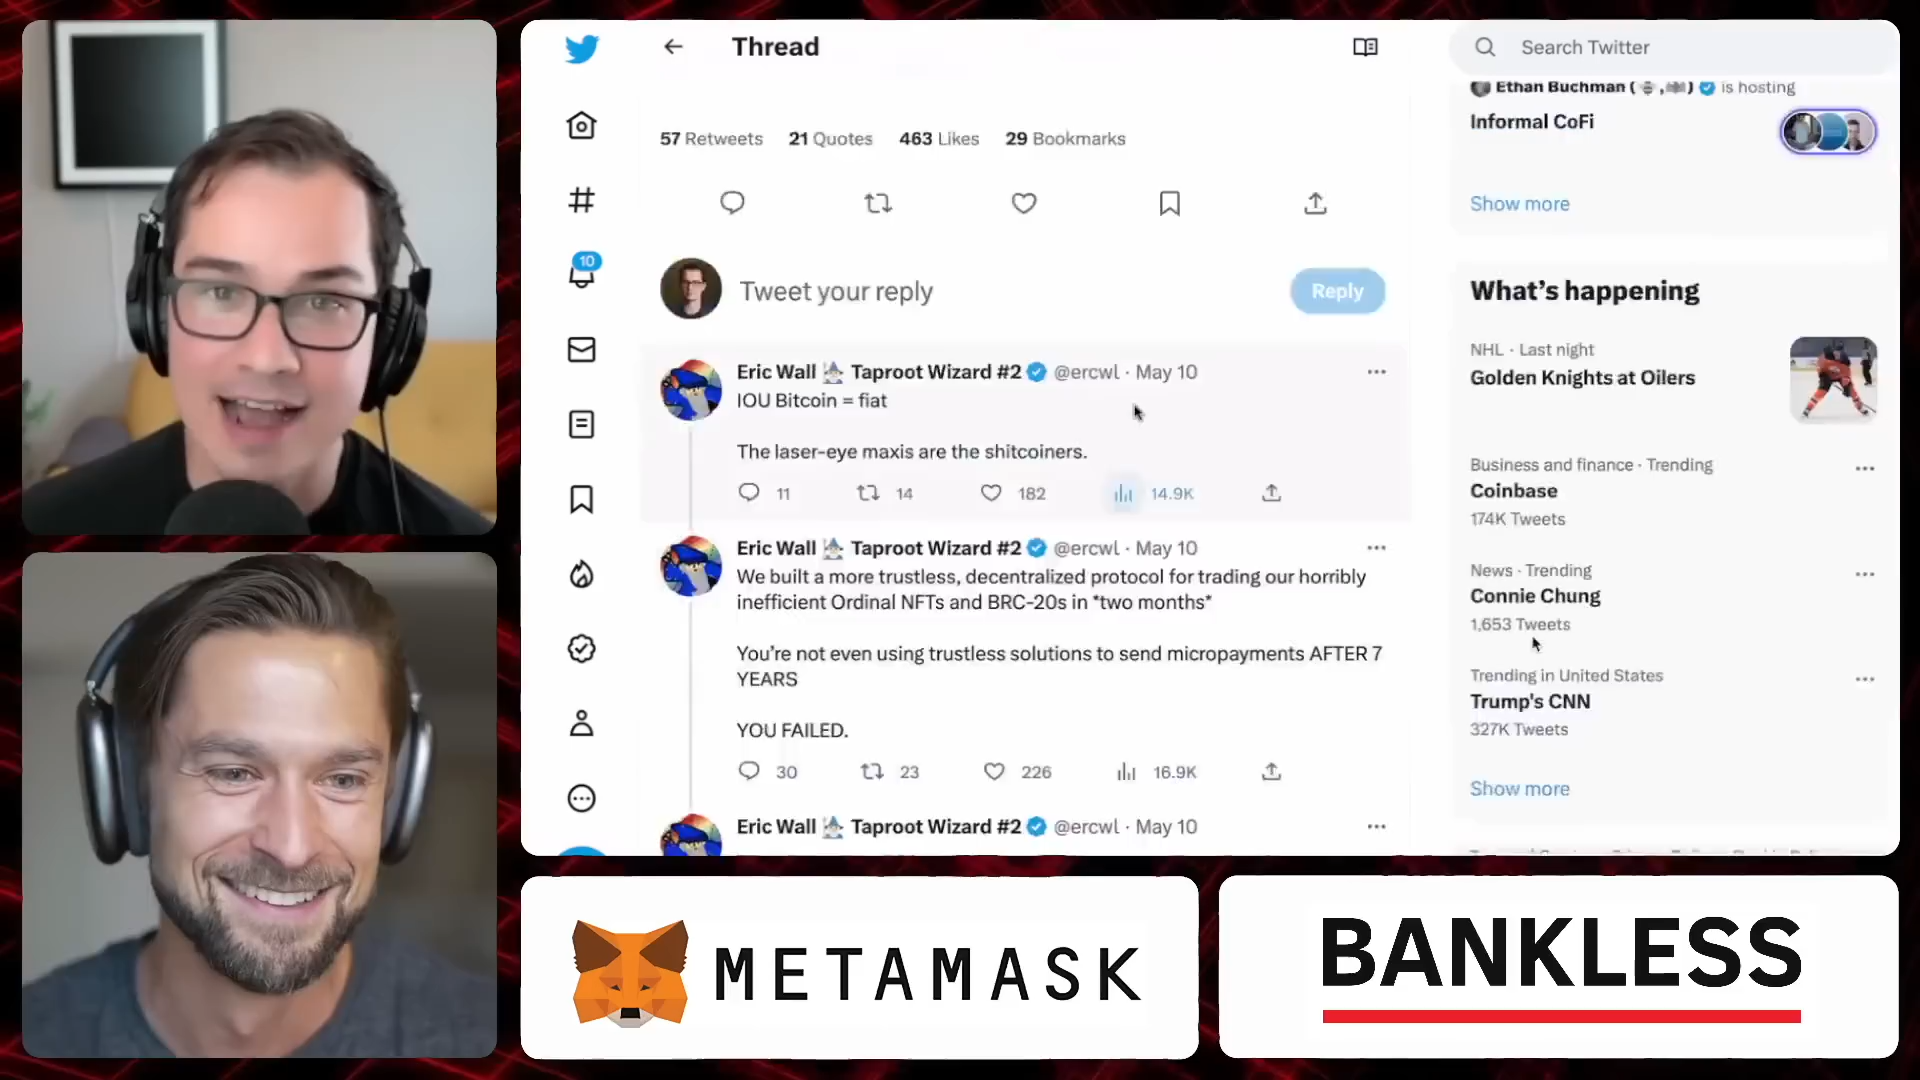 Thread
Search Twitter
57 Retweets 21 Quotes 463 Likes 29 Bookmarks
10
Tweet your reply
Reply
Eric Wall Taproot Wizard #2 @ercwl · May 10
IOU Bitcoin = fiat
The laser-eye maxis are the shitcoiners.
11 14 182 14.9K
Eric Wall Taproot Wizard #2 @ercwl · May 10
We built a more trustless, decentralized protocol for trading our horribly
inefficient Ordinal NFTs and BRC-20s in *two months*
You're not even using trustless solutions to send micropayments AFTER 7
YEARS
YOU FAILED.
30 23 226 16.9K
Eric Wall Taproot Wizard #2 @ercwl · May 10
Ethan Buchman is hosting
Informal CoFi
Show more
What's happening
NHL · Last night
Golden Knights at Oilers
Business and finance · Trending
Coinbase
174K Tweets
News · Trending
Connie Chung
1,653 Tweets
Trending in United States
Trump's CNN
327K Tweets
Show more
METAMASK
BANKLESS